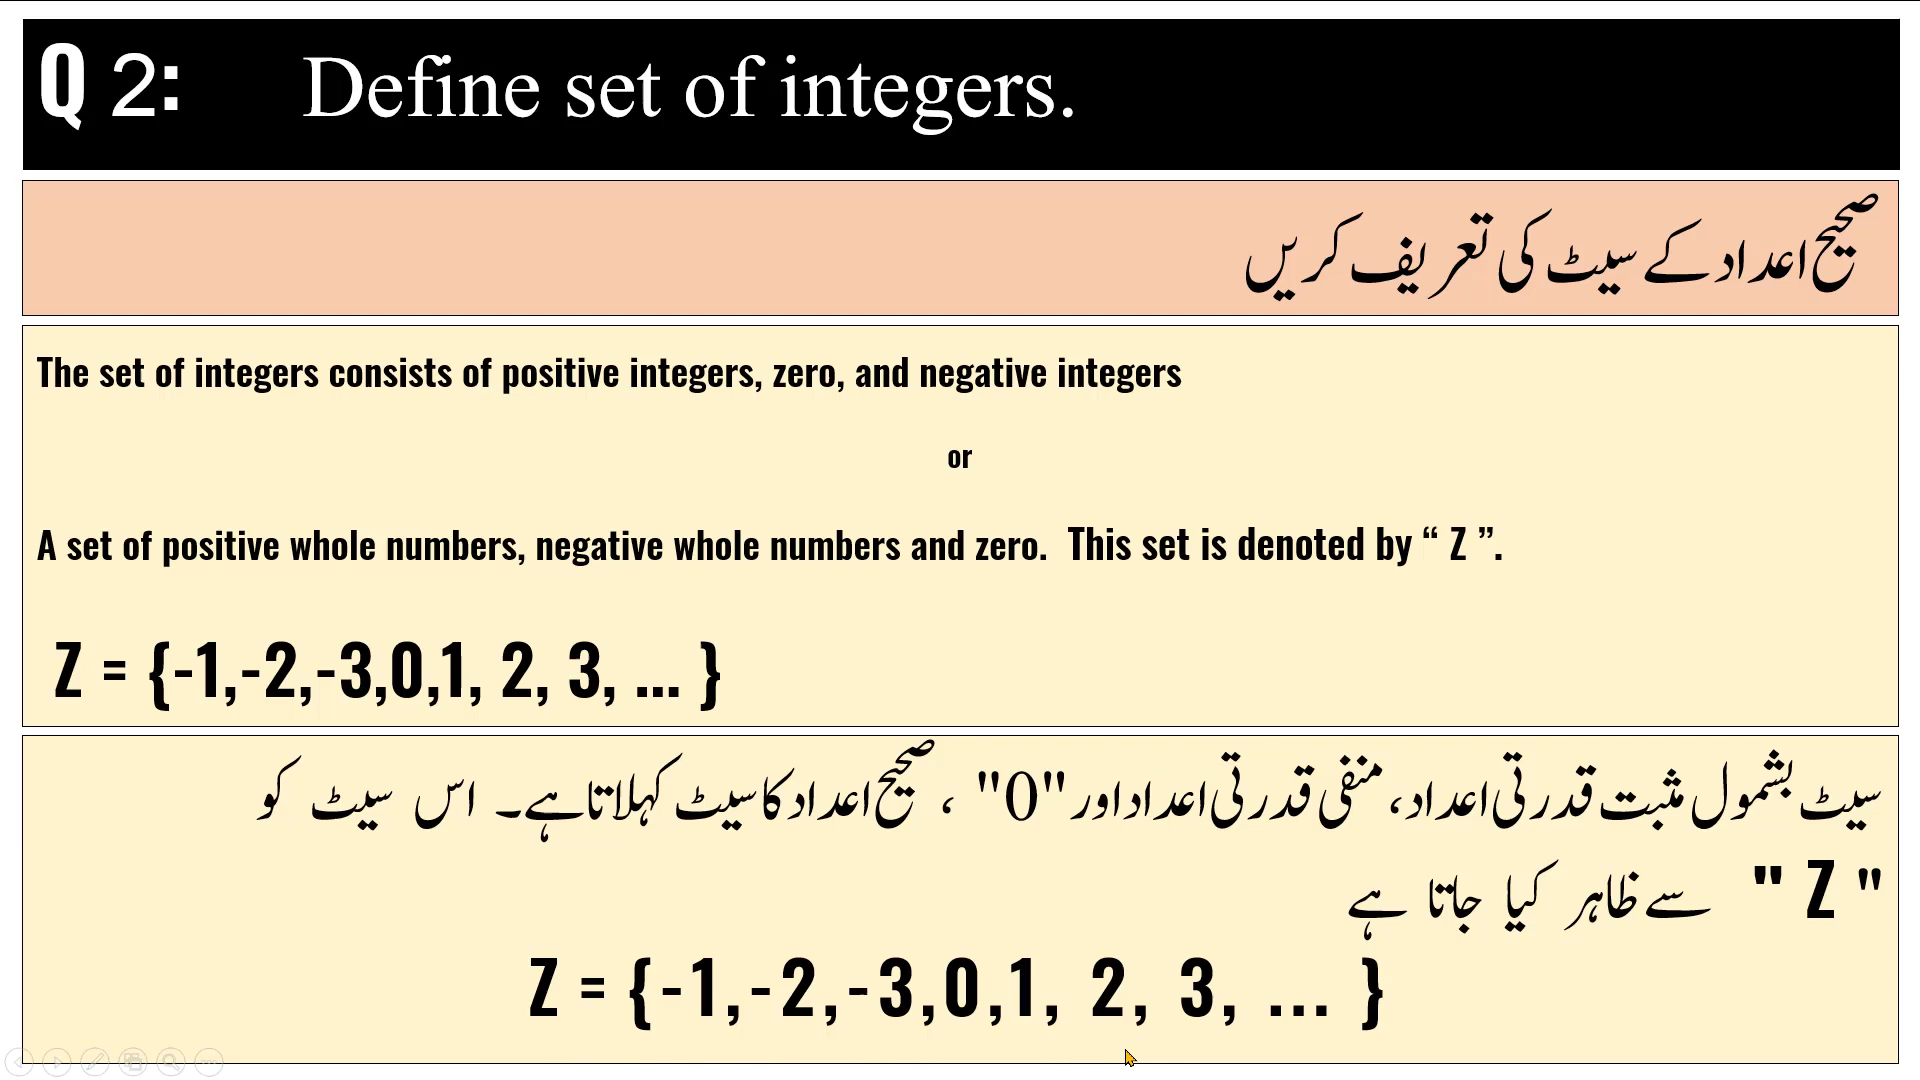 Q 2: Define set of integers.
صحیح اعداد کے سیٹ کی تعریف کریں
The set of integers consists of positive integers, zero, and negative integers
or
A set of positive whole numbers, negative whole numbers and zero. This set is denoted by “ Z ”.
Z = {-1,-2,-3,0,1, 2, 3, ... }
سیٹ بشمول مثبت قدرتی اعداد، منفی قدرتی اعداد اور "0" ، صحیح اعداد کا سیٹ کہلاتا ہے۔ اس سیٹ کو
" Z " سے ظاہر کیا جاتا ہے
Z = {-1,-2,-3,0,1, 2, 3, ... }